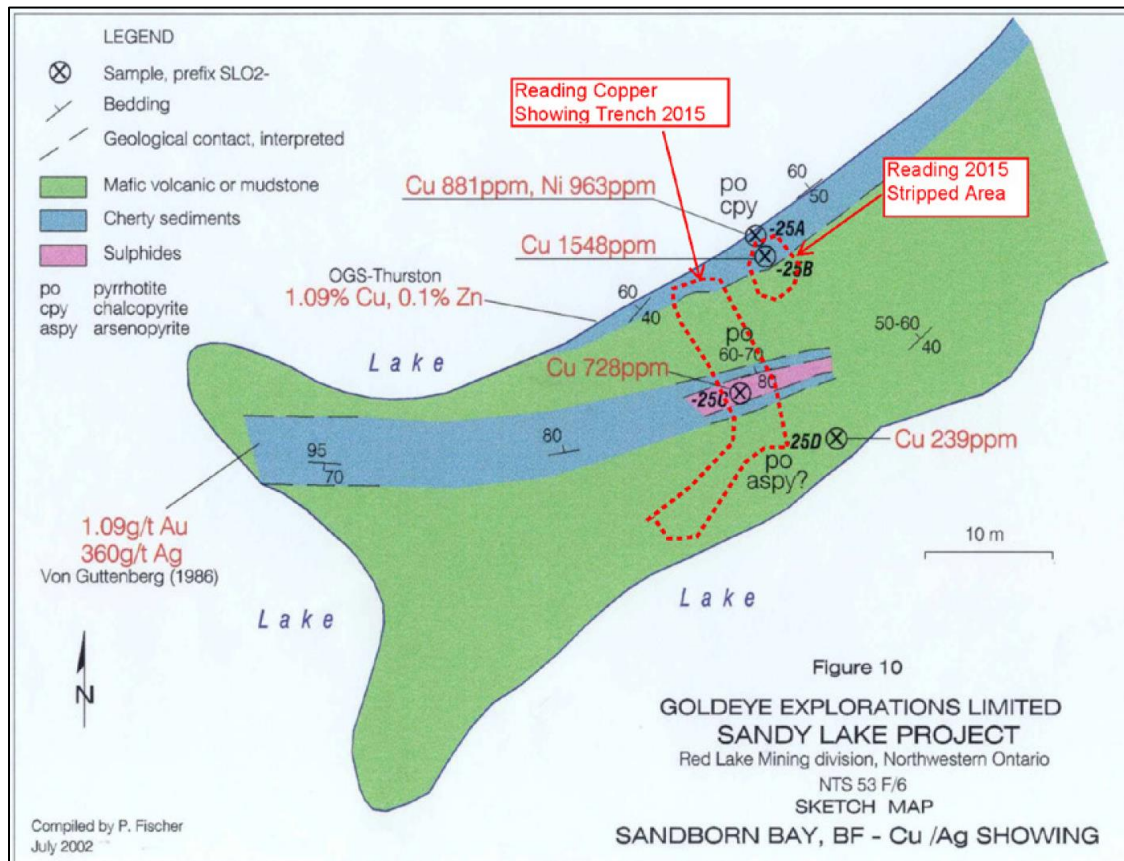 LEGEND
Sample, prefix SLO2-
Bedding
Geological contact, interpreted
Mafic volcanic or mudstone
Cherty sediments
Sulphides
po pyrrhotite
cpy chalcopyrite
aspy arsenopyrite
Reading Copper
Showing Trench 2015
Reading 2015
Stripped Area
Cu 881ppm, Ni 963ppm
po
cpy
60
50
-25A
Cu 1548ppm
-25B
OGS-Thurston
1.09% Cu, 0.1% Zn
60
40
Lake
po
60-70
80
Cu 728ppm
-25C
50-60
40
25D
Cu 239ppm
po
aspy?
80
95
70
1.09g/t Au
360g/t Ag
Von Guttenberg (1986)
10 m
Lake
Lake
N
Figure 10
GOLDEYE EXPLORATIONS LIMITED
SANDY LAKE PROJECT
Red Lake Mining division, Northwestern Ontario
NTS 53 F/6
SKETCH MAP
SANDBORN BAY, BF - Cu /Ag SHOWING
Compiled by P. Fischer
July 2002